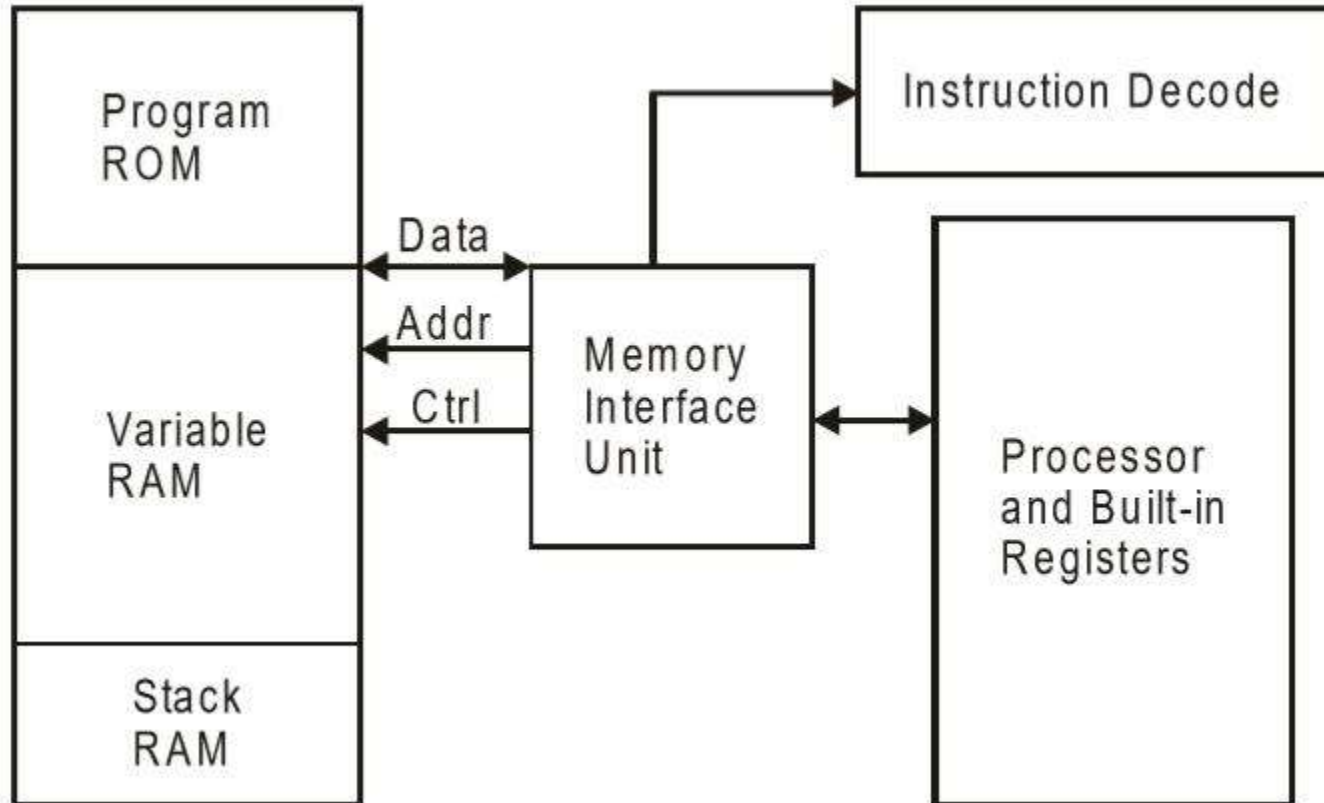 Program
ROM
Variable
RAM
Stack
RAM
Data
Addr
Ctrl
Memory
Interface
Unit
Instruction Decode
Processor
and Built-in
Registers